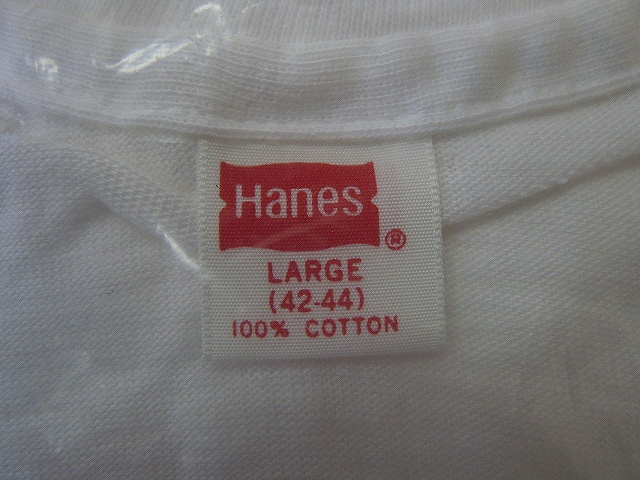 Hanes®
LARGE
(42-44)
100% COTTON